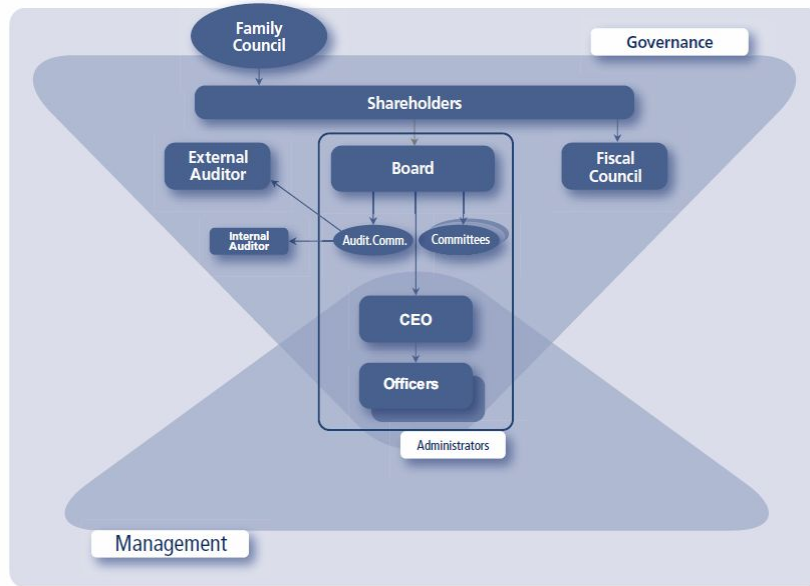 Family
Council
Governance
Shareholders
External
Auditor
Board
Fiscal
Council
Internal
Auditor
Audit.Comm.
Committees
CEO
Officers
Administrators
Management